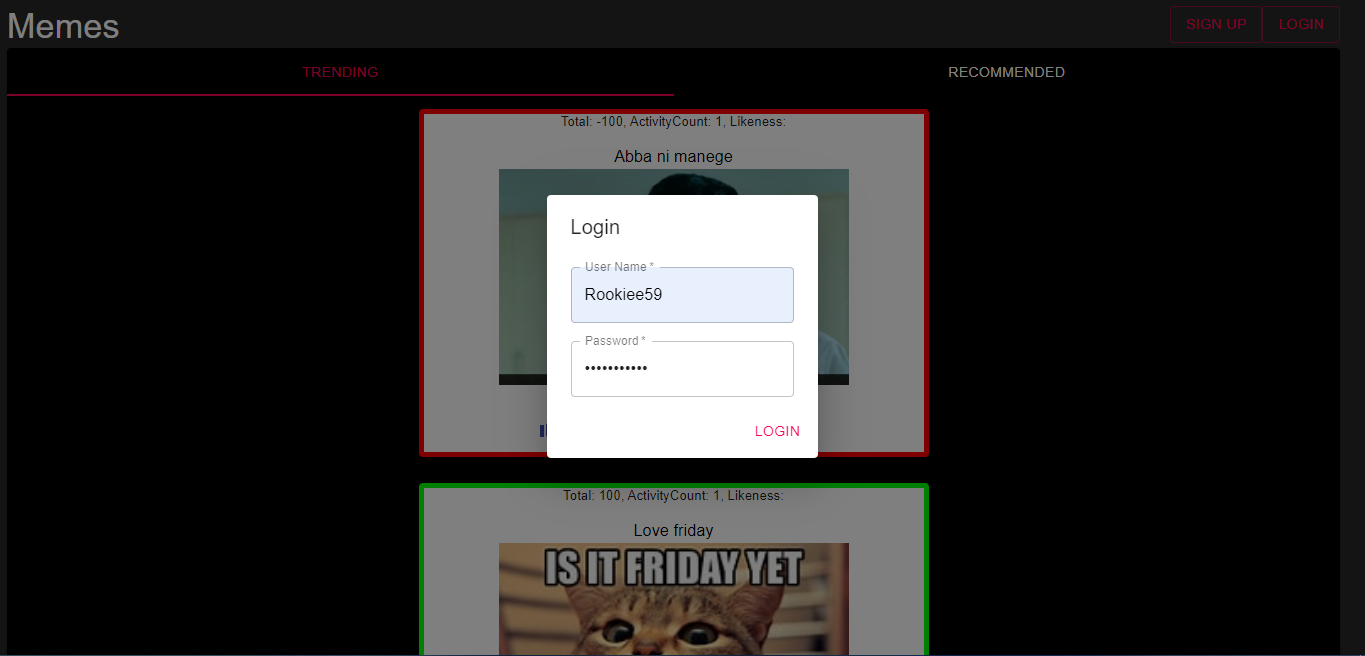 Memes
SIGN UP
LOGIN
TRENDING
RECOMMENDED
Total: -100, ActivityCount: 1, Likeness:
Abba ni manege
Login
User Name *
Rookiee59
Password *
•••••••••••
LOGIN
Total: 100, ActivityCount: 1, Likeness:
Love friday
IS IT FRIDAY YET